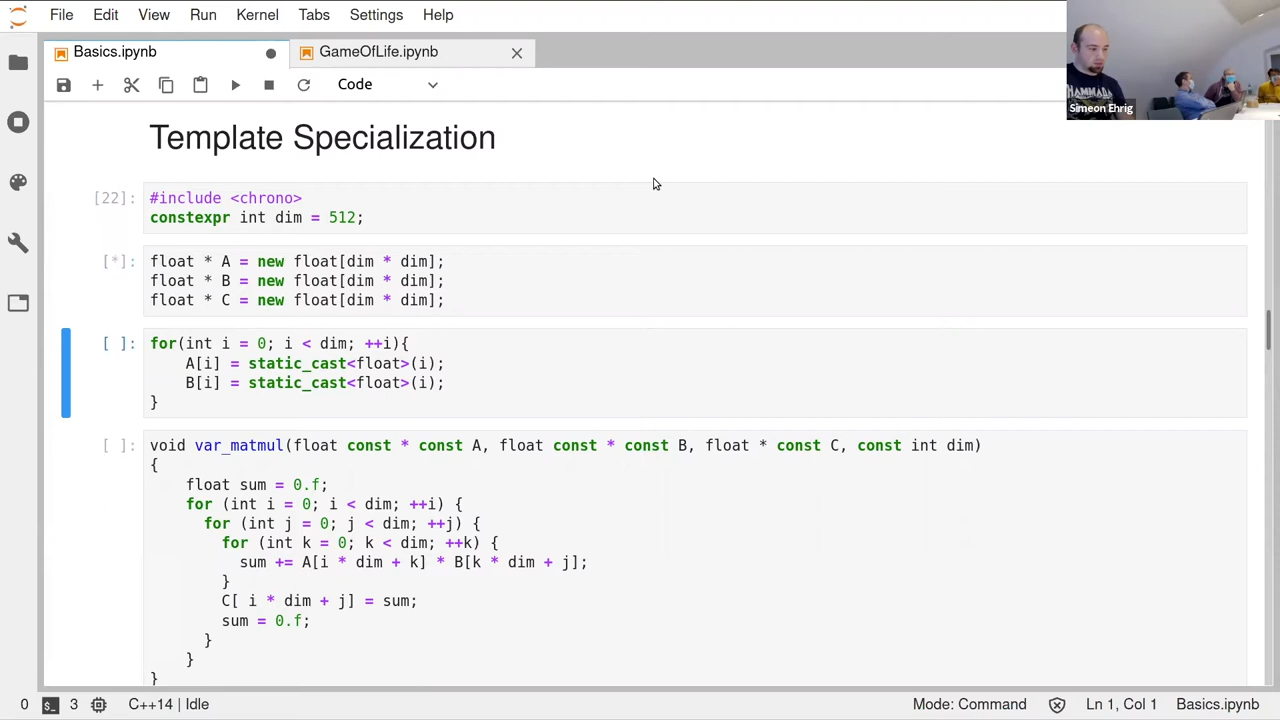 File Edit View Run Kernel Tabs Settings Help
Basics.ipynb GameOfLife.ipynb
Code
Simeon Ehrig
Template Specialization
[22]: #include <chrono>
constexpr int dim = 512;
[*]: float * A = new float[dim * dim];
float * B = new float[dim * dim];
float * C = new float[dim * dim];
[ ]: for(int i = 0; i < dim; ++i){
    A[i] = static_cast<float>(i);
    B[i] = static_cast<float>(i);
}
[ ]: void var_matmul(float const * const A, float const * const B, float * const C, const int dim)
{
    float sum = 0.f;
    for (int i = 0; i < dim; ++i) {
      for (int j = 0; j < dim; ++j) {
        for (int k = 0; k < dim; ++k) {
          sum += A[i * dim + k] * B[k * dim + j];
        }
        C[ i * dim + j] = sum;
        sum = 0.f;
      }
    }
}
0 3 C++14 | Idle Mode: Command Ln 1, Col 1 Basics.ipynb